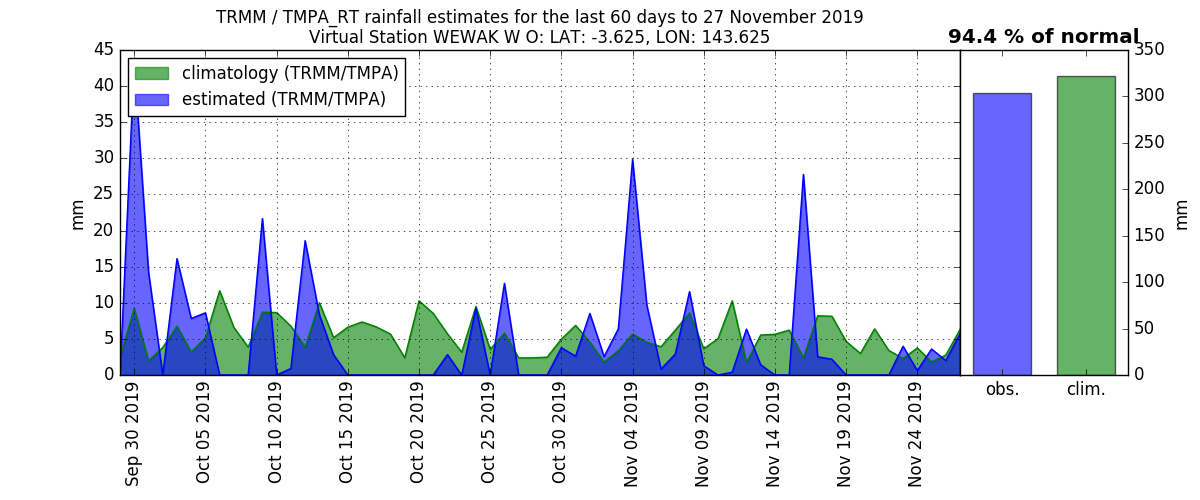 TRMM / TMPA_RT rainfall estimates for the last 60 days to 27 November 2019
Virtual Station WEWAK W O: LAT: -3.625, LON: 143.625
94.4 % of normal
climatology (TRMM/TMPA)
estimated (TRMM/TMPA)
mm
45
40
35
30
25
20
15
10
5
0
Sep 30 2019
Oct 05 2019
Oct 10 2019
Oct 15 2019
Oct 20 2019
Oct 25 2019
Oct 30 2019
Nov 04 2019
Nov 09 2019
Nov 14 2019
Nov 19 2019
Nov 24 2019
obs.
clim.
350
300
250
200
150
100
50
0
mm